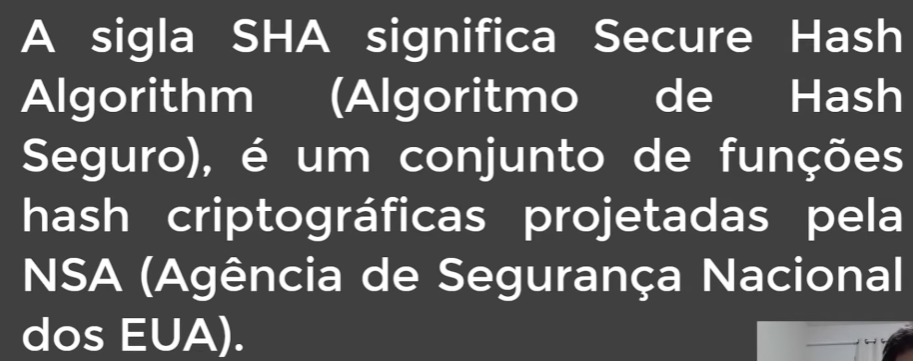 A sigla SHA significa Secure Hash
Algorithm (Algoritmo de Hash
Seguro), é um conjunto de funções
hash criptográficas projetadas pela
NSA (Agência de Segurança Nacional
dos EUA).